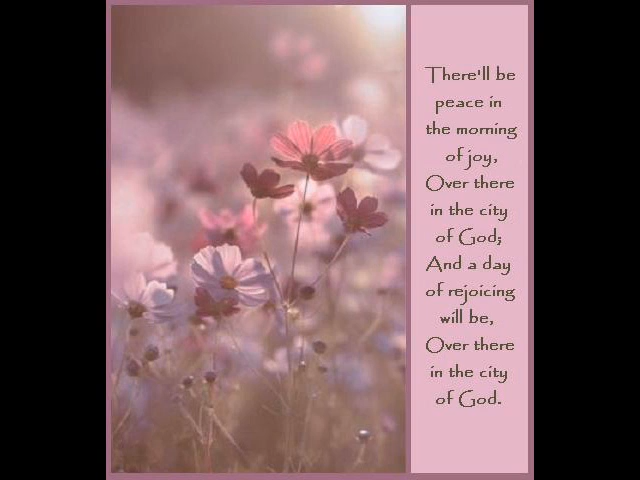 There'll be
peace in
the morning
of joy,
Over there
in the city
of God;
And a day
of rejoicing
will be,
Over there
in the city
of God.